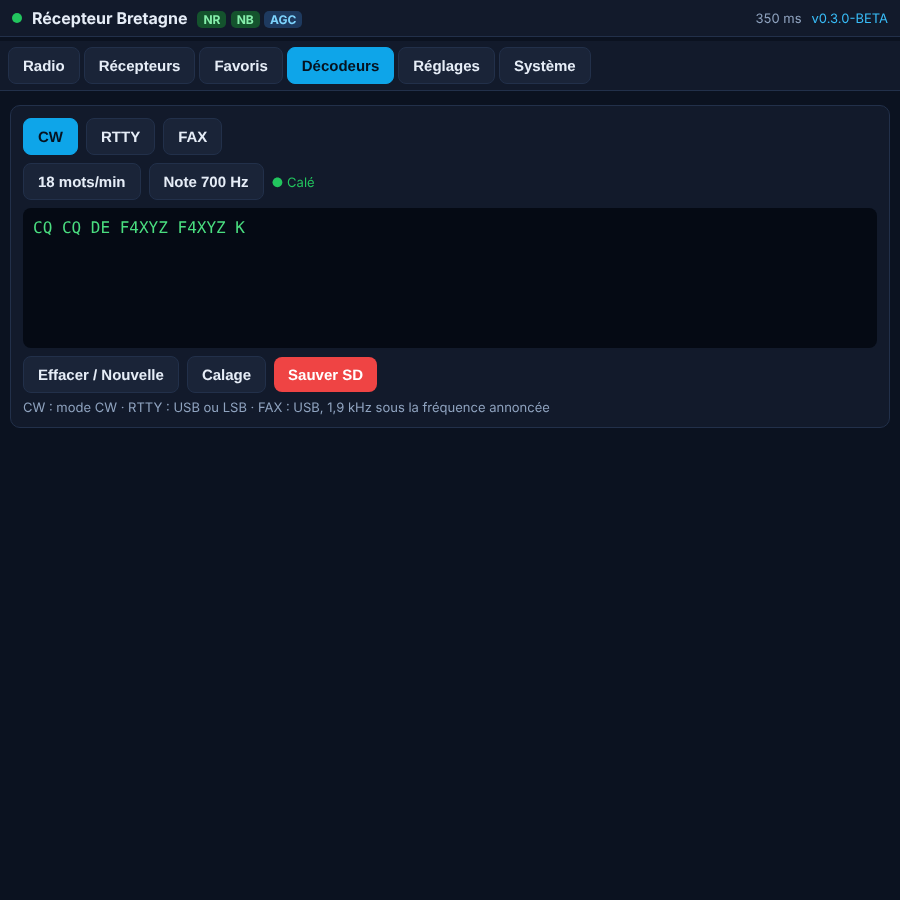 Récepteur Bretagne NR NB AGC 350 ms v0.3.0-BETA
Radio Récepteurs Favoris Décodeurs Réglages Système
CW RTTY FAX
18 mots/min Note 700 Hz Calé
CQ CQ DE F4XYZ F4XYZ K
Effacer / Nouvelle Calage Sauver SD
CW : mode CW · RTTY : USB ou LSB · FAX : USB, 1,9 kHz sous la fréquence annoncée